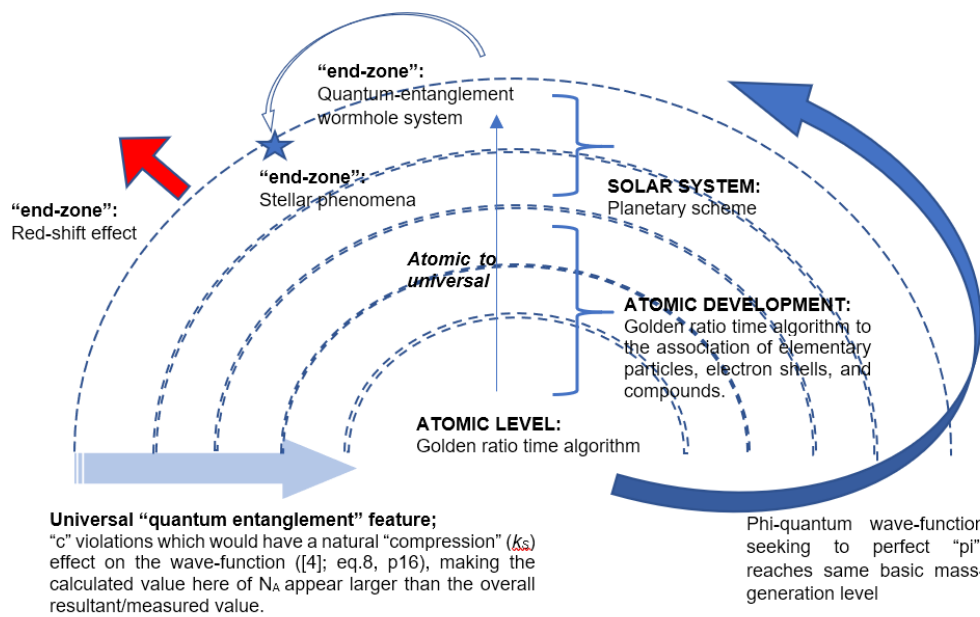 “end-zone”:
Quantum-entanglement
wormhole system
“end-zone”:
Stellar phenomena
“end-zone”:
Red-shift effect
SOLAR SYSTEM:
Planetary scheme
Atomic to
universal
ATOMIC DEVELOPMENT:
Golden ratio time algorithm to
the association of elementary
particles, electron shells, and
compounds.
ATOMIC LEVEL:
Golden ratio time algorithm
Universal “quantum entanglement” feature;
“c” violations which would have a natural “compression” (kS)
effect on the wave-function ([4]; eq.8, p16), making the
calculated value here of NA appear larger than the overall
resultant/measured value.
Phi-quantum wave-function
seeking to perfect “pi”
reaches same basic mass-
generation level